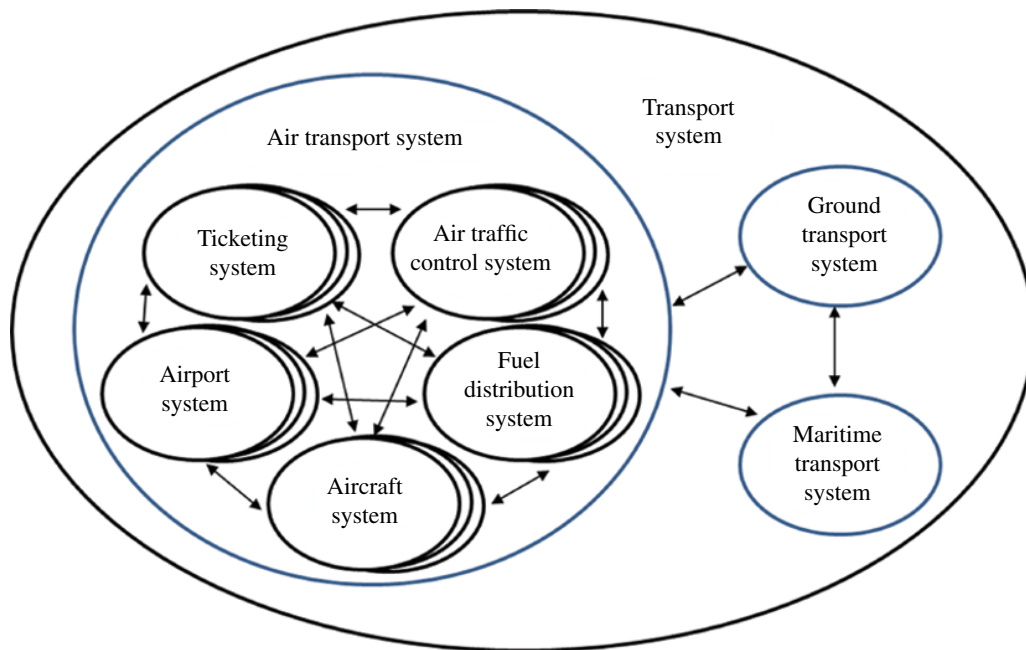 Transport
system
Air transport system
Ticketing
system
Air traffic
control system
Ground
transport
system
Airport
system
Fuel
distribution
system
Aircraft
system
Maritime
transport
system